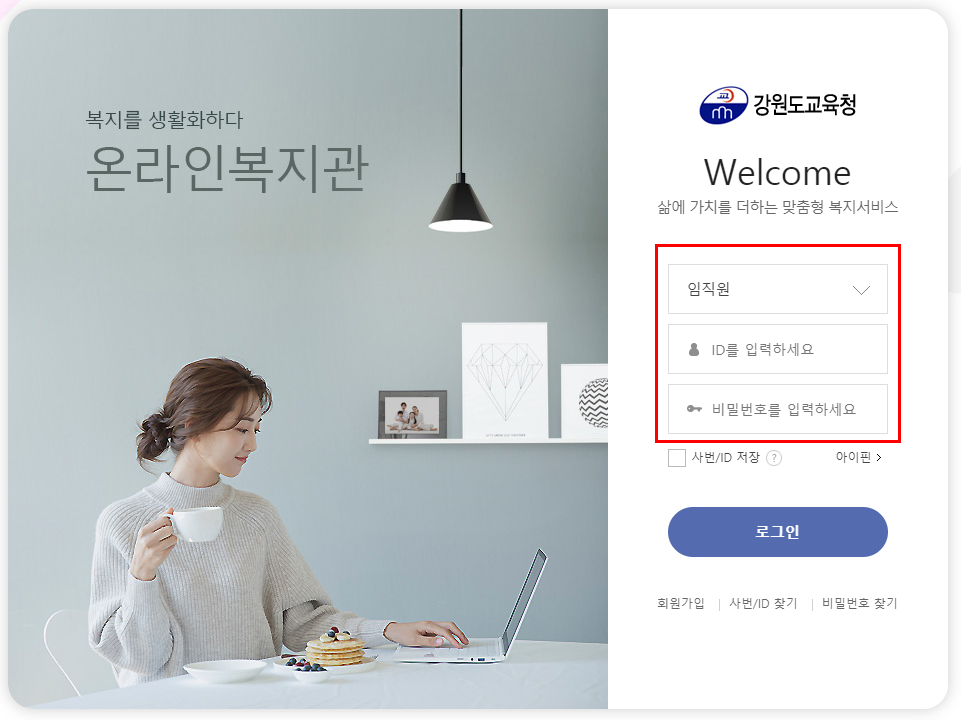 복지를 생활화하다
온라인복지관
강원도교육청
Welcome
삶에 가치를 더하는 맞춤형 복지서비스
임직원
ID를 입력하세요
비밀번호를 입력하세요
사번/ID 저장 ? 아이핀 >
로그인
회원가입 | 사번/ID 찾기 | 비밀번호 찾기